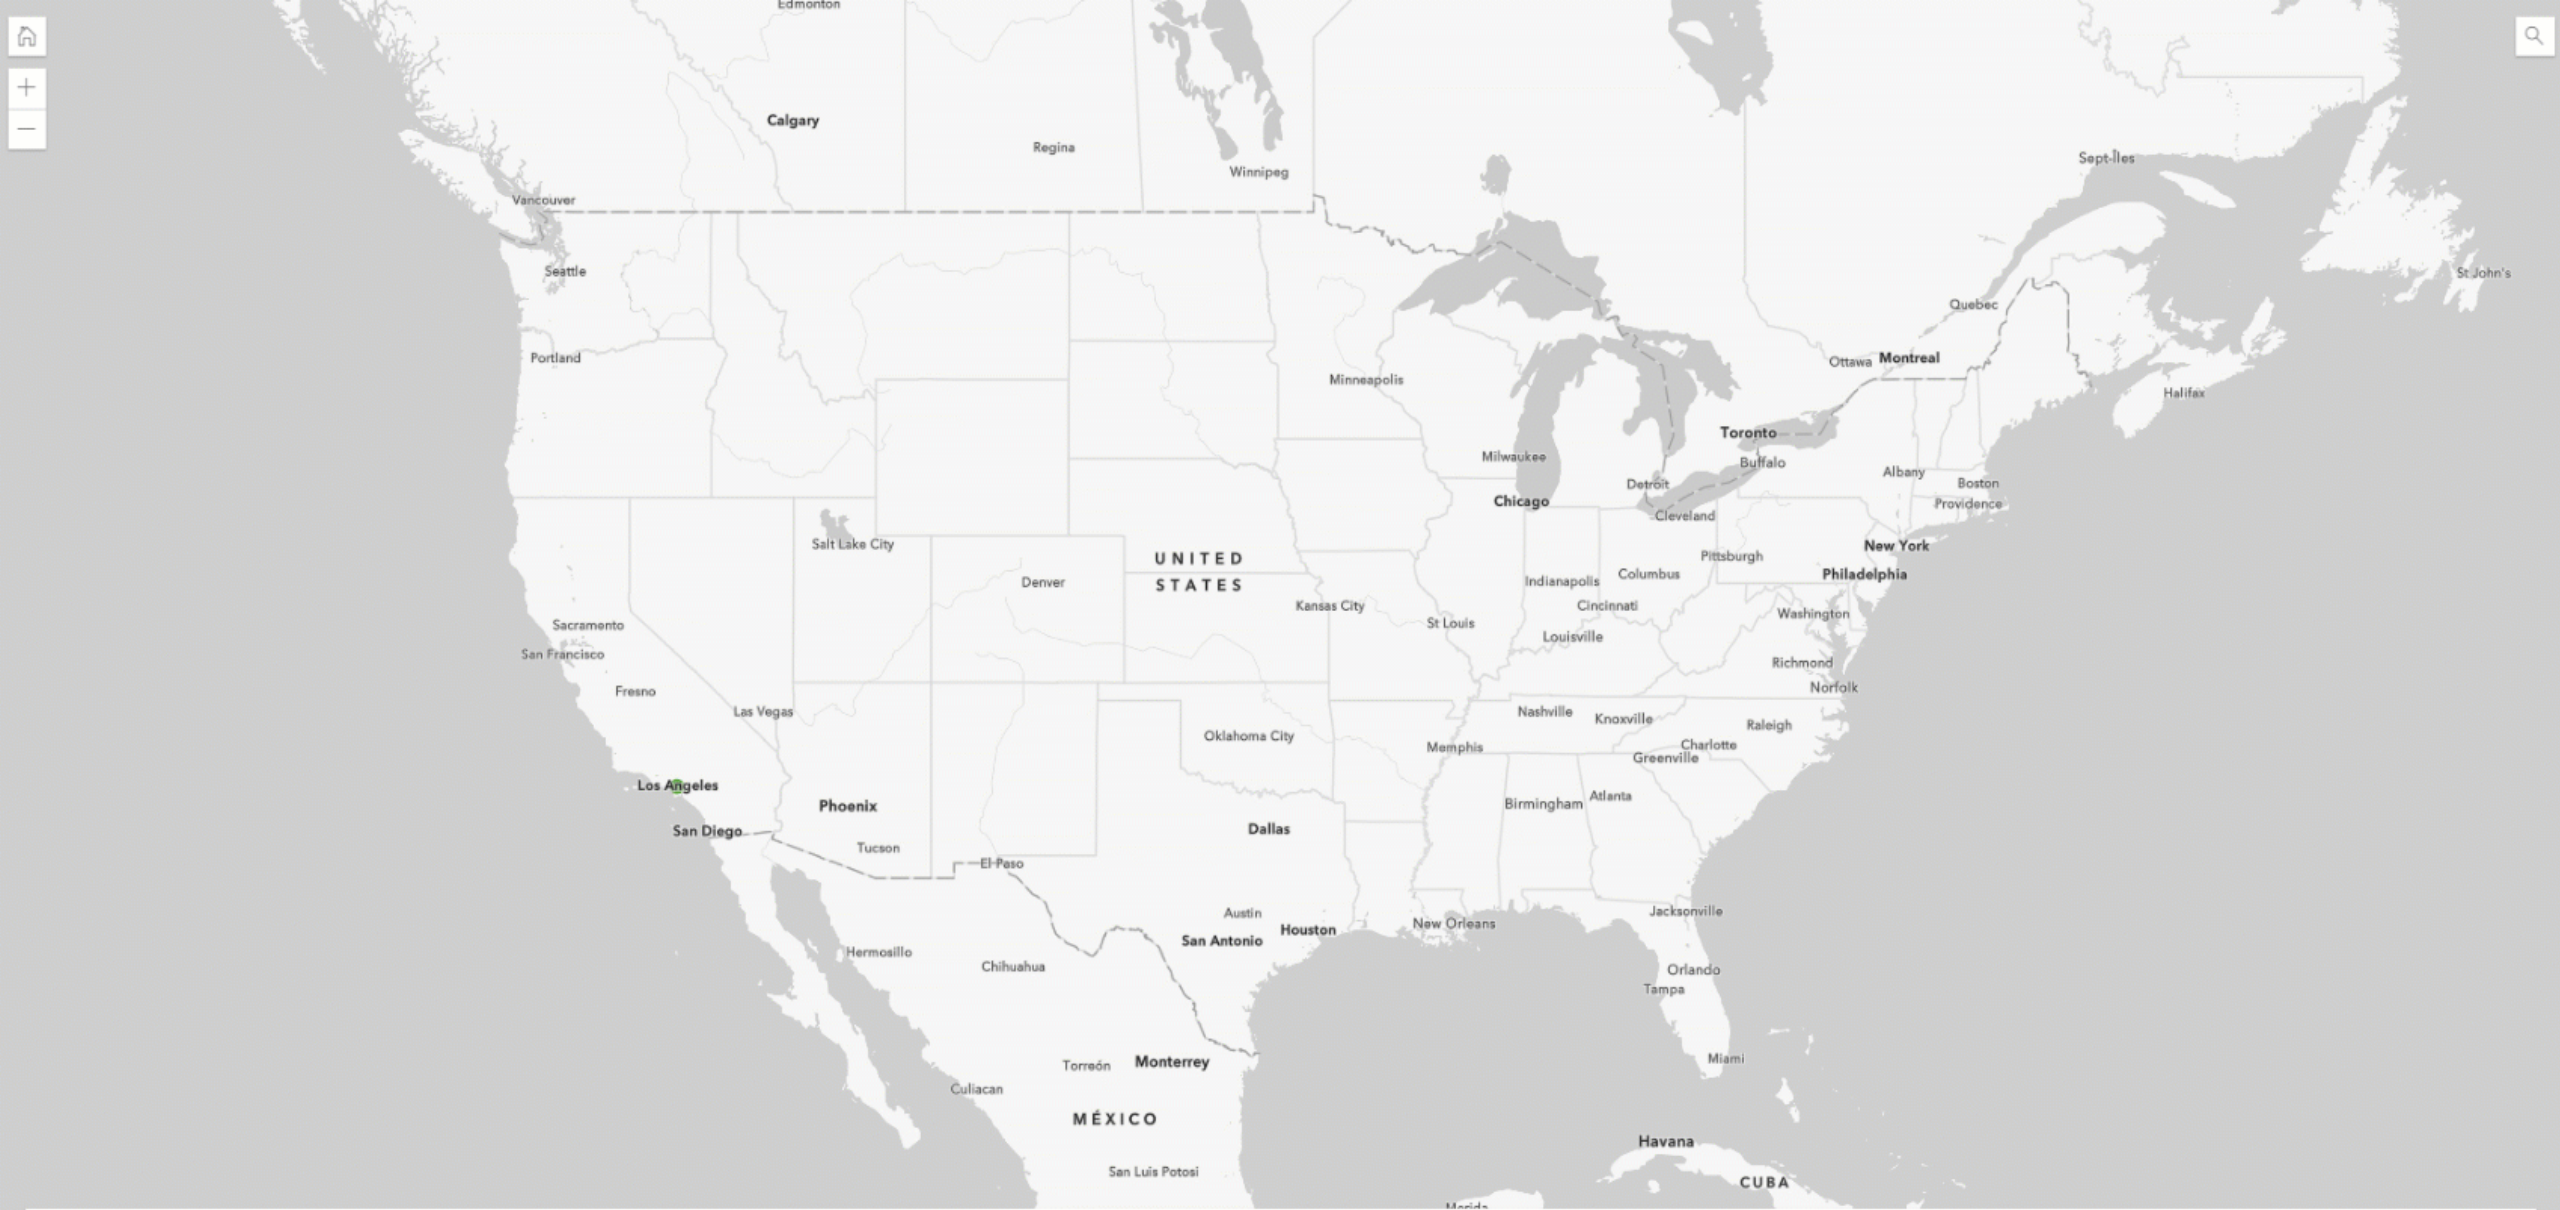 Edmonton
Calgary
Regina
Winnipeg
Sept-Îles
Vancouver
Seattle
St John's
Quebec
Portland
Ottawa
Montreal
Minneapolis
Halifax
Toronto
Milwaukee
Buffalo
Albany
Detroit
Boston
Chicago
Providence
Cleveland
Salt Lake City
New York
UNITED
STATES
Pittsburgh
Denver
Indianapolis
Columbus
Philadelphia
Kansas City
Cincinnati
Washington
Sacramento
St Louis
Louisville
San Francisco
Richmond
Fresno
Norfolk
Las Vegas
Nashville
Knoxville
Raleigh
Oklahoma City
Memphis
Charlotte
Greenville
Los Angeles
Phoenix
Birmingham
Atlanta
San Diego
Dallas
Tucson
El Paso
Austin
Jacksonville
New Orleans
Houston
San Antonio
Hermosillo
Chihuahua
Orlando
Tampa
Miami
Torreón
Monterrey
Culiacan
MÉXICO
Havana
San Luis Potosi
CUBA